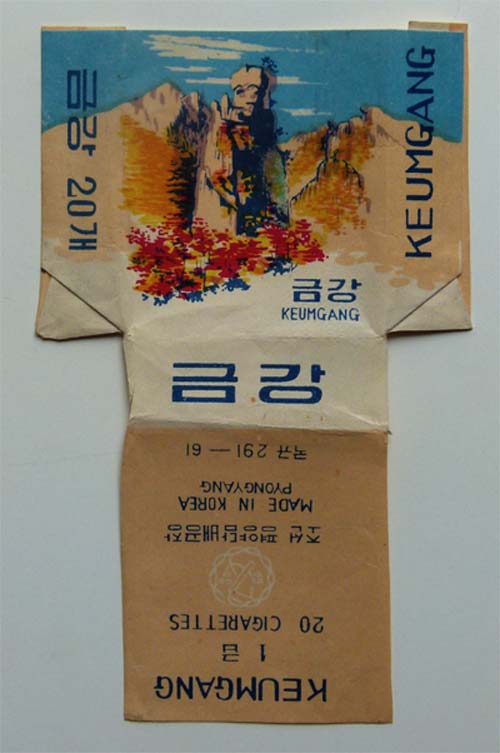 금강 20개
KEUMGANG
금강
KEUMGANG
금강
KEUMGANG
1 급
20 CIGARETTES
조선 평양담배공장
MADE IN KOREA
PYONGYANG
국규 291—61